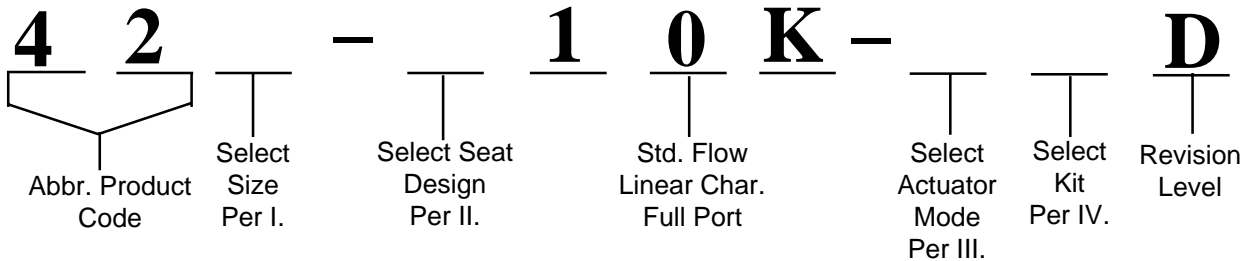 4 2 – 1 0 K – D
Abbr. Product
Code
Select
Size
Per I.
Select Seat
Design
Per II.
Std. Flow
Linear Char.
Full Port
Select
Actuator
Mode
Per III.
Select
Kit
Per IV.
Revision
Level